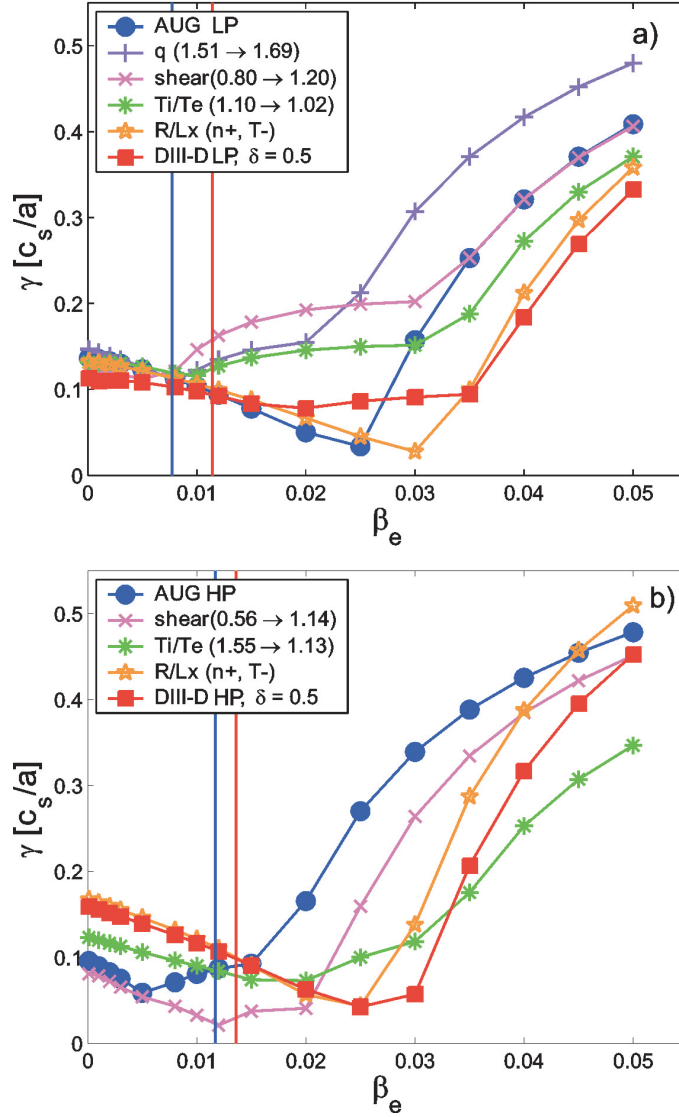 a)
AUG LP
q (1.51 → 1.69)
shear(0.80 → 1.20)
Ti/Te (1.10 → 1.02)
R/Lx (n+, T-)
DIII-D LP, δ = 0.5
0.5
0.4
0.3
0.2
0.1
0
γ [c_s/a]
0 0.01 0.02 0.03 0.04 0.05
β_e
b)
AUG HP
shear(0.56 → 1.14)
Ti/Te (1.55 → 1.13)
R/Lx (n+, T-)
DIII-D HP, δ = 0.5
0.5
0.4
0.3
0.2
0.1
0
γ [c_s/a]
0 0.01 0.02 0.03 0.04 0.05
β_e